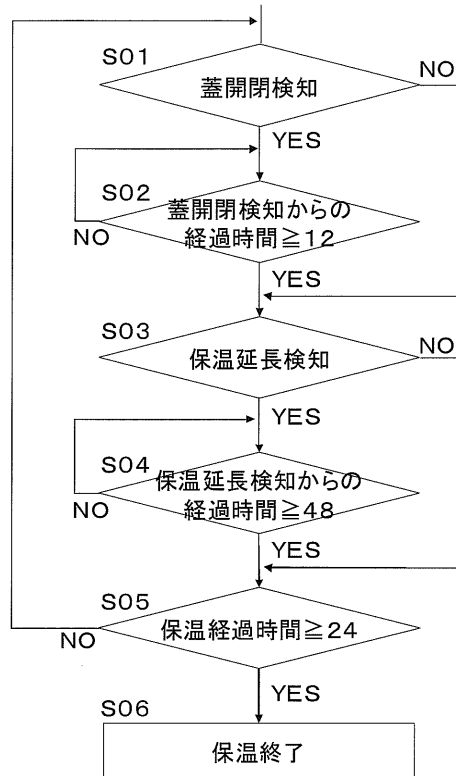 S01
蓋開閉検知
NO
YES
S02
蓋開閉検知からの
経過時間≧12
NO
YES
S03
保温延長検知
NO
YES
S04
保温延長検知からの
経過時間≧48
NO
YES
S05
保温経過時間≧24
NO
YES
S06
保温終了